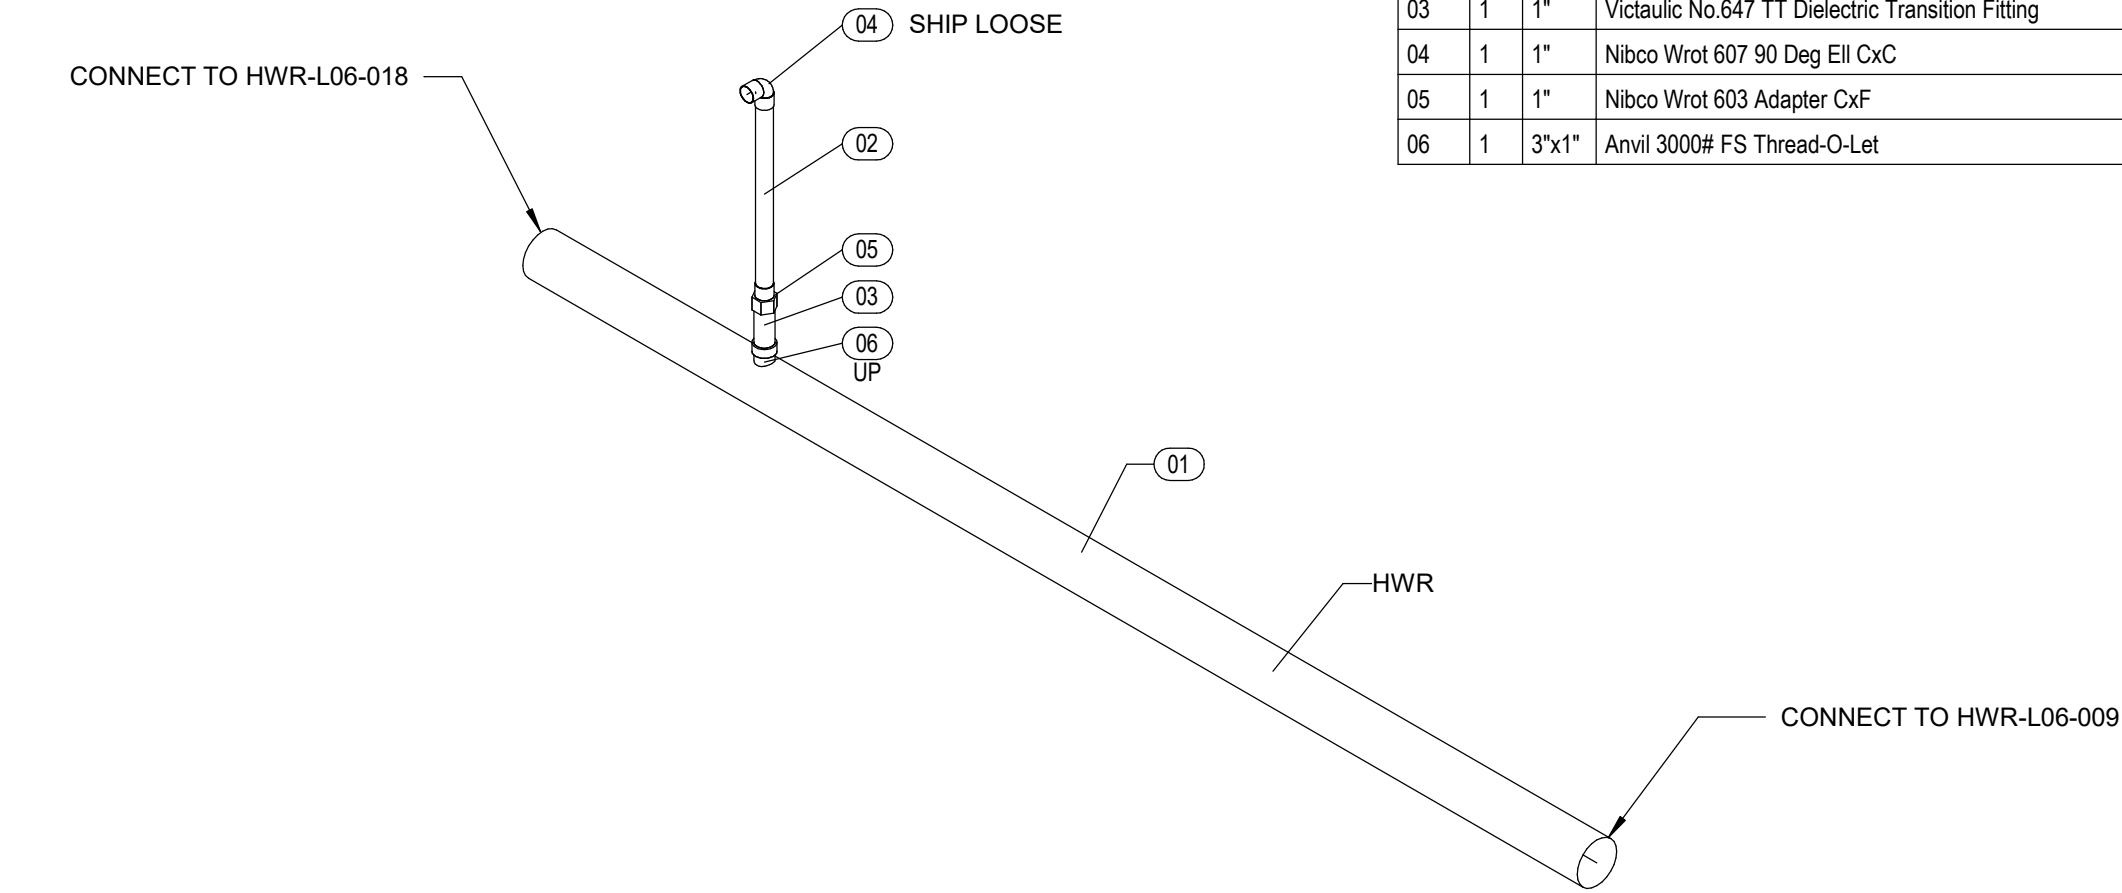 04 SHIP LOOSE
CONNECT TO HWR-L06-018
02
05
03
06
UP
01
HWR
CONNECT TO HWR-L06-009
03 1 1" Victaulic No.647 TT Dielectric Transition Fitting
04 1 1" Nibco Wrot 607 90 Deg Ell CxC
05 1 1" Nibco Wrot 603 Adapter CxF
06 1 3"x1" Anvil 3000# FS Thread-O-Let